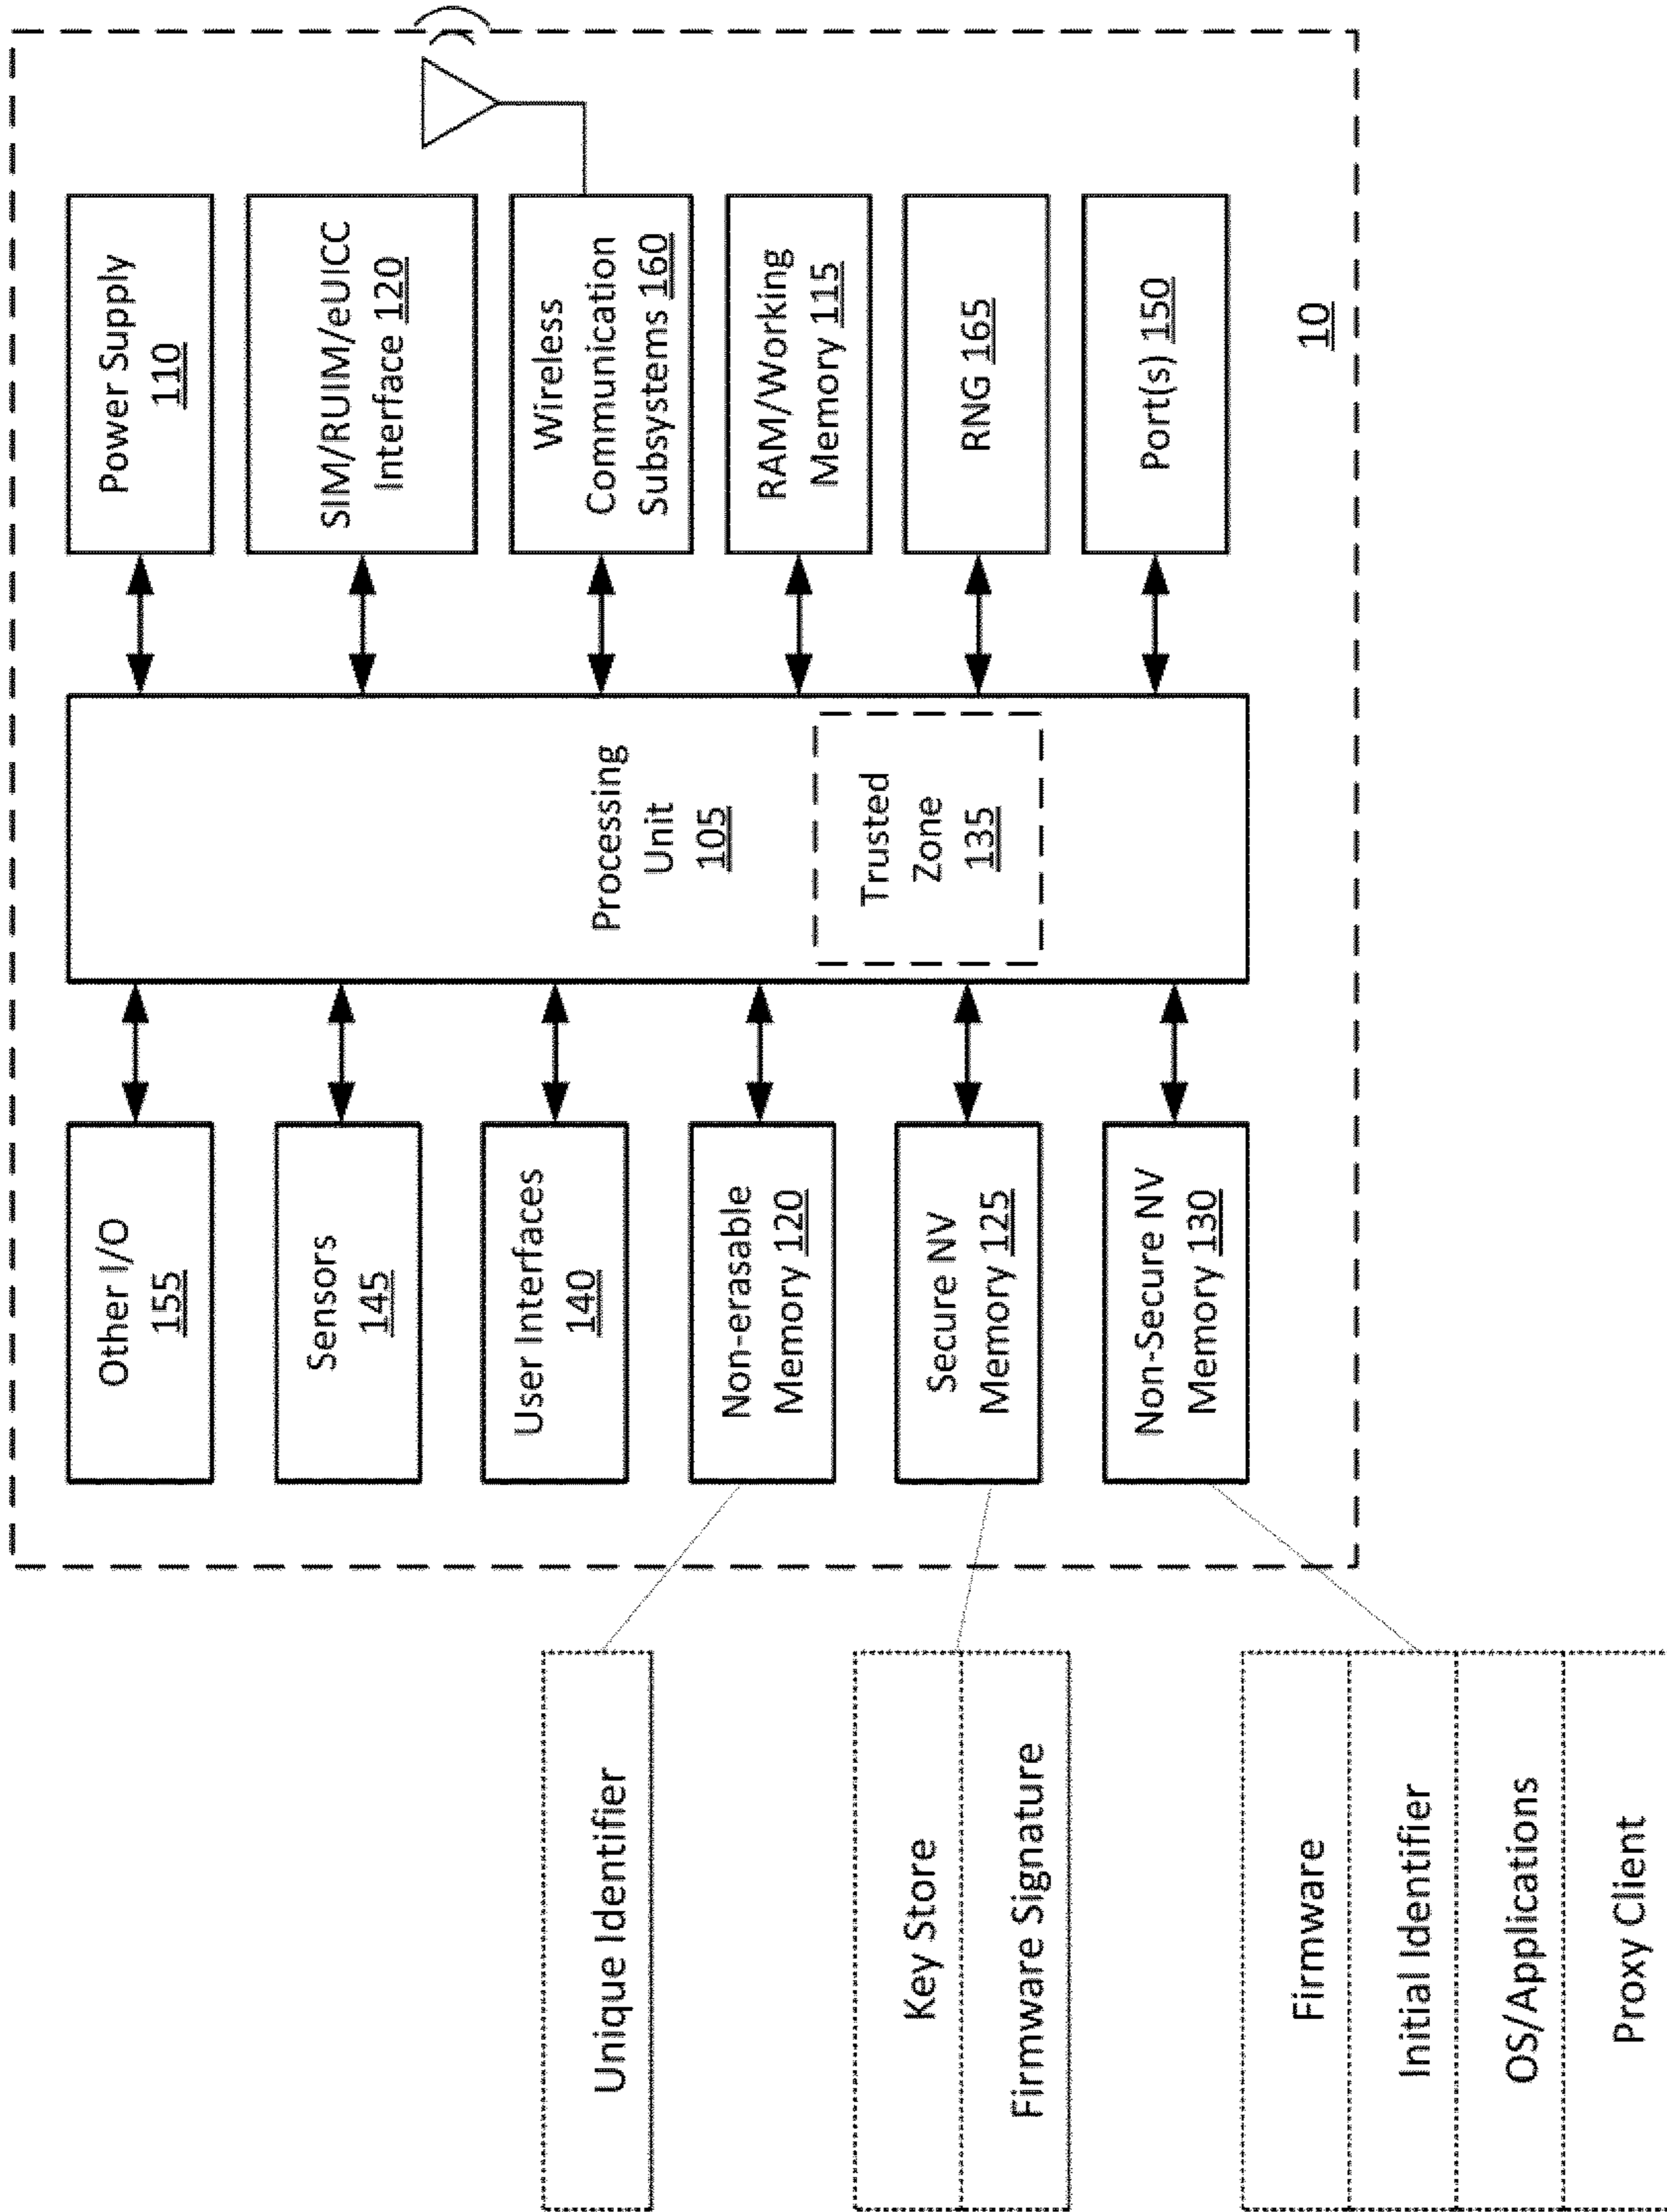 Unique Identifier
Key Store
Firmware Signature
Firmware
Initial Identifier
OS/Applications
Proxy Client
Other I/O
155
Sensors
145
User Interfaces
140
Non-erasable
Memory 120
Secure NV
Memory 125
Non-Secure NV
Memory 130
Processing
Unit
105
Trusted
Zone
135
Power Supply
110
SIM/RUIM/eUICC
Interface 120
Wireless
Communication
Subsystems 160
RAM/Working
Memory 115
RNG 165
Port(s) 150
10